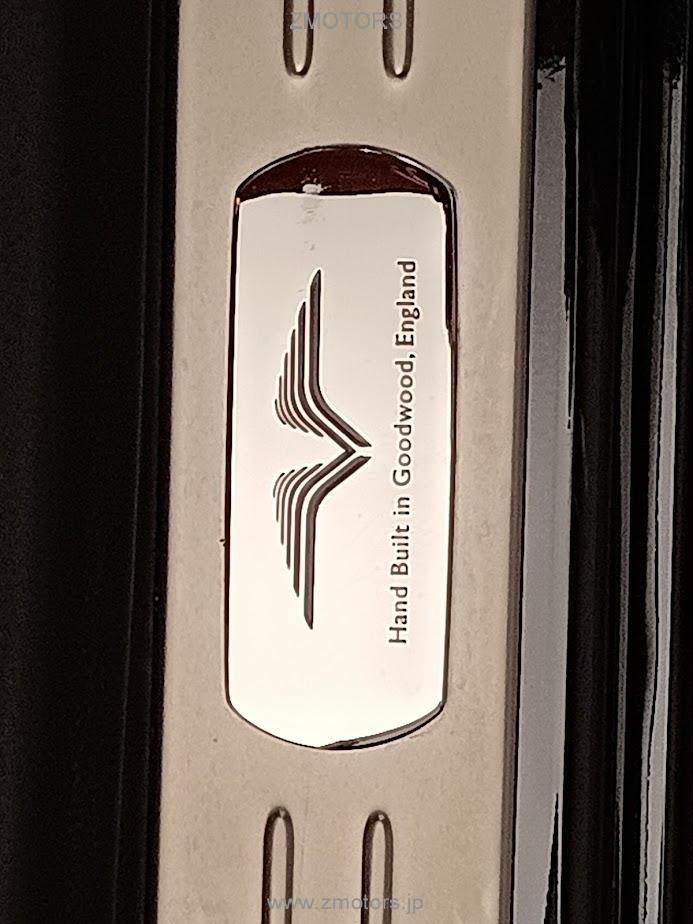 ZMOTORS
Hand Built in Goodwood, England
www.zmotors.jp